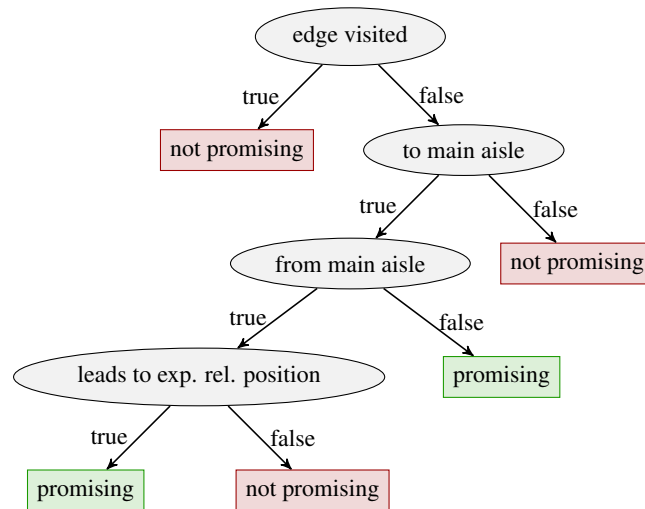 edge visited
true
false
not promising
to main aisle
true
false
from main aisle
not promising
true
false
leads to exp. rel. position
promising
true
false
promising
not promising